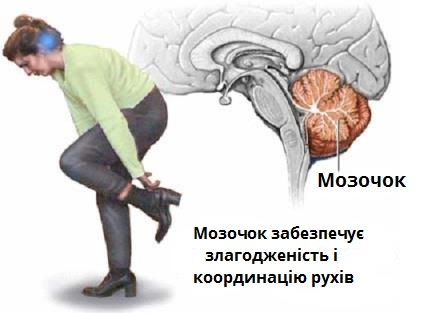 Мозочок
Мозочок забезпечує
злагодженість і
координацію рухів